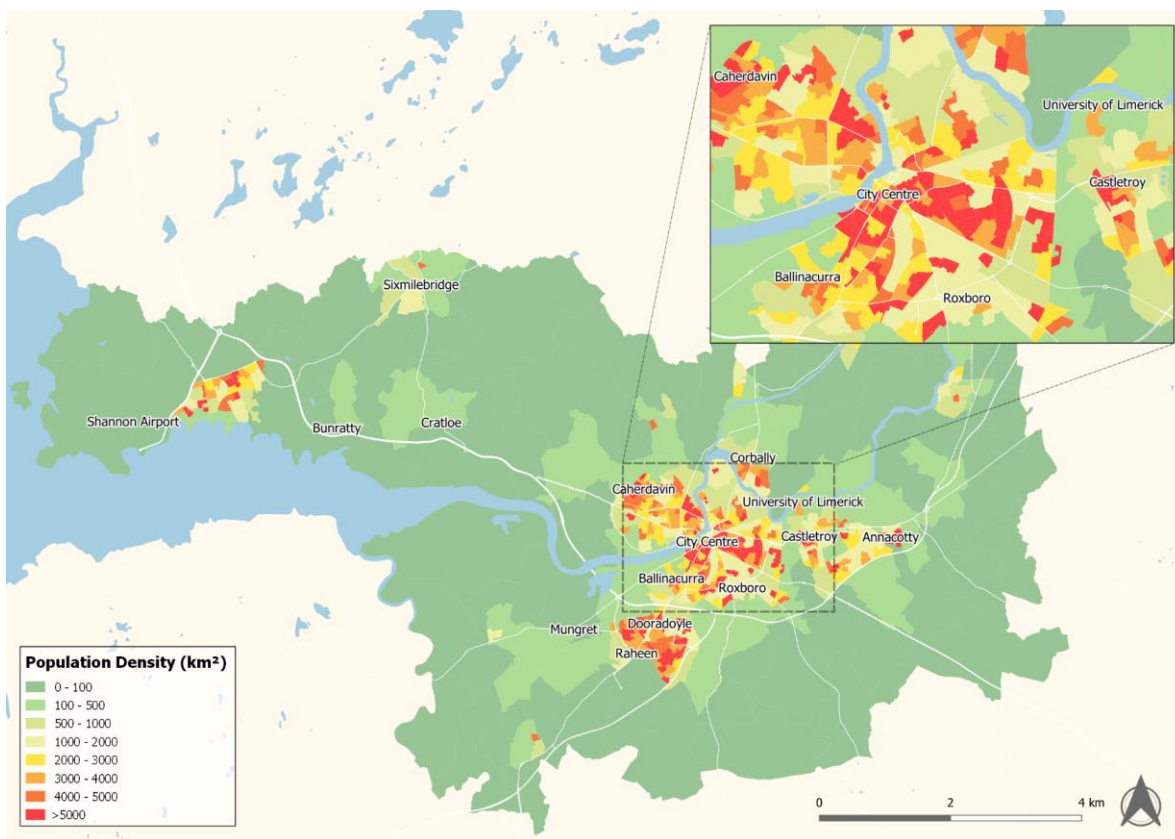 Caherdavin
University of Limerick
Castletroy
City Centre
Ballinacurra
Roxboro
Sixmilebridge
Shannon Airport
Bunratty
Cratloe
Corbally
Caherdavin
University of Limerick
City Centre
Castletroy
Annacotty
Ballinacurra
Roxboro
Mungret
Dooradoyle
Raheen
Population Density (km²)
0 - 100
100 - 500
500 - 1000
1000 - 2000
2000 - 3000
3000 - 4000
4000 - 5000
>5000
0 2 4 km